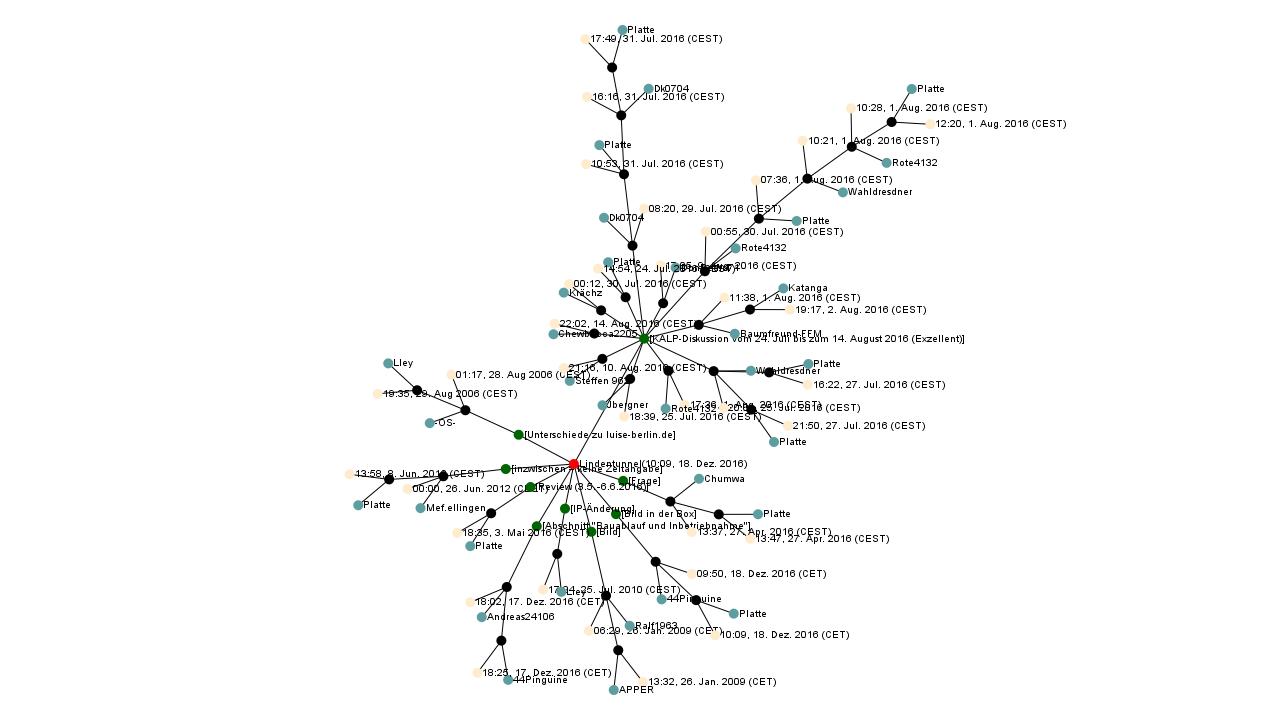 Platte
17:49, 31. Jul. 2016 (CEST)
Dk0704
16:16, 31. Jul. 2016 (CEST)
Platte
10:28, 1. Aug. 2016 (CEST)
12:20, 1. Aug. 2016 (CEST)
10:21, 1. Aug. 2016 (CEST)
Platte
10:53, 31. Jul. 2016 (CEST)
Rote4132
07:36, 1. Aug. 2016 (CEST)
Wahldresdner
08:20, 29. Jul. 2016 (CEST)
Dk0704
Platte
00:55, 30. Jul. 2016 (CEST)
Rote4132
Platte
14:54, 24. Jul. 2016 (CEST)
2016 (CEST)
00:12, 30. Jul. 2016 (CEST)
Krächz
Katanga
11:38, 1. Aug. 2016 (CEST)
19:17, 2. Aug. 2016 (CEST)
22:02, 14. Aug. 2016 (CEST)
Chewbacca2205
Baumfreund-FFM
[KALP-Diskussion vom 24. Juli bis zum 14. August 2016 (Exzellent)]
Lley
21:16, 10. Aug. 2016 (CEST)
Platte
Wahldresdner
01:17, 28. Aug 2006 (CEST)
Steffen 962
16:22, 27. Jul. 2016 (CEST)
19:35, 29. Aug 2006 (CEST)
Übergner
Rote4132
25. Jul. 2016 (CEST)
18:39, 25. Jul. 2016 (CEST)
-OS-
21:50, 27. Jul. 2016 (CEST)
[Unterschiede zu luise-berlin.de]
Platte
Lindentunnel(10:09, 18. Dez. 2016)
[inzwischen keine Zeitangabe]
13:58, 8. Jun. 2016 (CEST)
[Frage]
Chumwa
[Review (3.5.-6.6.2016)]
00:00, 26. Jun. 2012 (CEST)
Platte
Mef.ellingen
[IP-Änderung]
[Bild in der Box]
Platte
[Abschnitt "Bauablauf und Inbetriebnahme"]
[Bild]
18:35, 3. Mai 2016 (CEST)
13:37, 27. Apr. 2016 (CEST)
13:47, 27. Apr. 2016 (CEST)
Platte
09:50, 18. Dez. 2016 (CET)
25. Jul. 2010 (CEST)
Lley
44Pinguine
18:02, 17. Dez. 2016 (CET)
Platte
Andreas24106
Ralf1963
06:29, 26. Jan. 2009 (CET)
10:09, 18. Dez. 2016 (CET)
18:25, 17. Dez. 2016 (CET)
44Pinguine
13:32, 26. Jan. 2009 (CET)
APPER